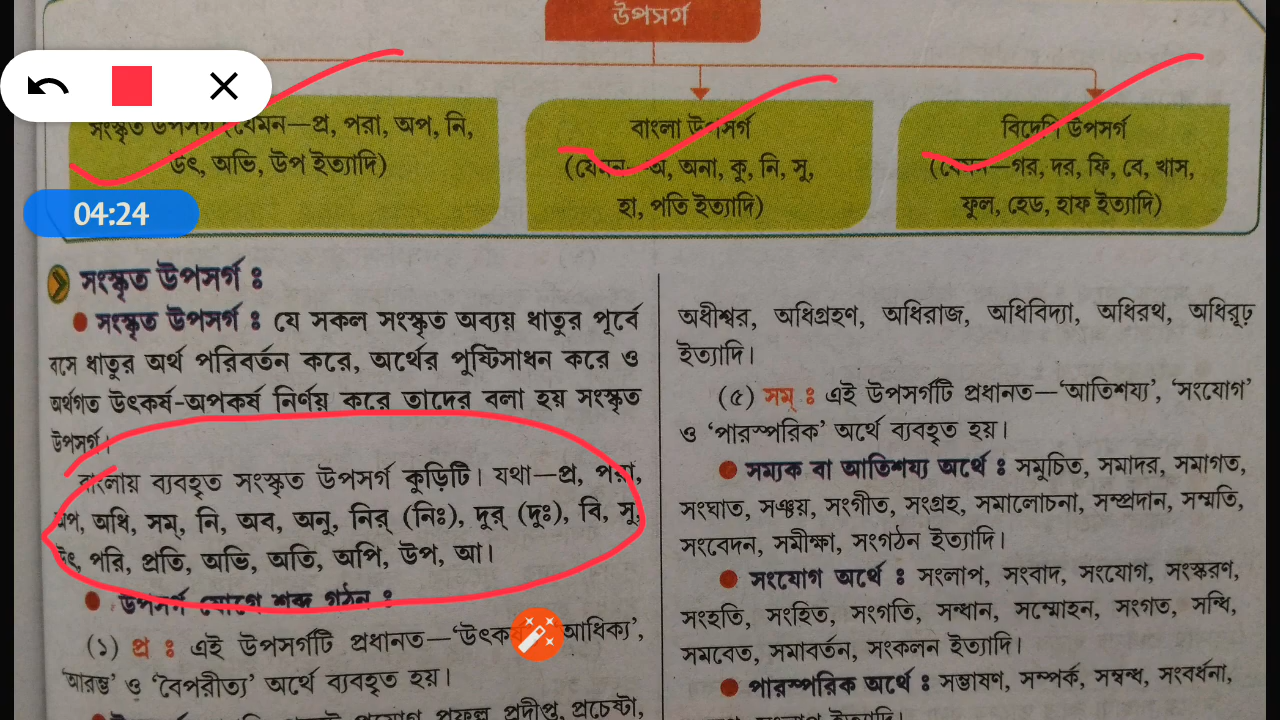 উপসর্গ
সংস্কৃত উপসর্গ (যেমন—প্র, পরা, অপ, নি,
উৎ, অভি, উপ ইত্যাদি)
বাংলা উপসর্গ
(যেমন—অ, অনা, কু, নি, সু,
হা, পতি ইত্যাদি)
বিদেশি উপসর্গ
(যেমন—গর, দর, ফি, বে, খাস,
ফুল, হেড, হাফ ইত্যাদি)
04:24
সংস্কৃত উপসর্গ ঃ
সংস্কৃত উপসর্গ ঃ যে সকল সংস্কৃত অব্যয় ধাতুর পূর্বে
বসে ধাতুর অর্থ পরিবর্তন করে, অর্থের পুষ্টিসাধন করে ও
অর্থগত উৎকর্ষ-অপকর্ষ নির্ণয় করে তাদের বলা হয় সংস্কৃত
উপসর্গ।
বাংলায় ব্যবহৃত সংস্কৃত উপসর্গ কুড়িটি। যথা—প্র, পরা,
অপ, অধি, সম্, নি, অব, অনু, নির্ (নিঃ), দুর্ (দুঃ), বি, সু,
উৎ, পরি, প্রতি, অভি, অতি, অপি, উপ, আ।
উপসর্গ যোগে শব্দ গঠন ঃ
(১) প্র ঃ এই উপসর্গটি প্রধানত—‘উৎকর্ষ’, ‘আধিক্য’,
‘আরম্ভ’ ও ‘বৈপরীত্য’ অর্থে ব্যবহৃত হয়।
প্রয়োগ, প্রফুল্ল, প্রদীপ্ত, প্রচেষ্টা,
অধীশ্বর, অধিগ্রহণ, অধিরাজ, অধিবিদ্যা, অধিরথ, অধিরূঢ়
ইত্যাদি।
(৫) সম্ ঃ এই উপসর্গটি প্রধানত—‘আতিশয্য’, ‘সংযোগ’
ও ‘পারস্পরিক’ অর্থে ব্যবহৃত হয়।
সম্যক বা আতিশয্য অর্থে ঃ সমুচিত, সমাদর, সমাগত,
সংঘাত, সঞ্চয়, সংগীত, সংগ্রহ, সমালোচনা, সম্প্রদান, সম্মতি,
সংবেদন, সমীক্ষা, সংগঠন ইত্যাদি।
সংযোগ অর্থে ঃ সংলাপ, সংবাদ, সংযোগ, সংস্করণ,
সংহতি, সংহিত, সংগতি, সন্ধান, সম্মোহন, সংগত, সন্ধি,
সমবেত, সমাবর্তন, সংকলন ইত্যাদি।
পারস্পরিক অর্থে ঃ সম্ভাষণ, সম্পর্ক, সম্বন্ধ, সংবর্ধনা,